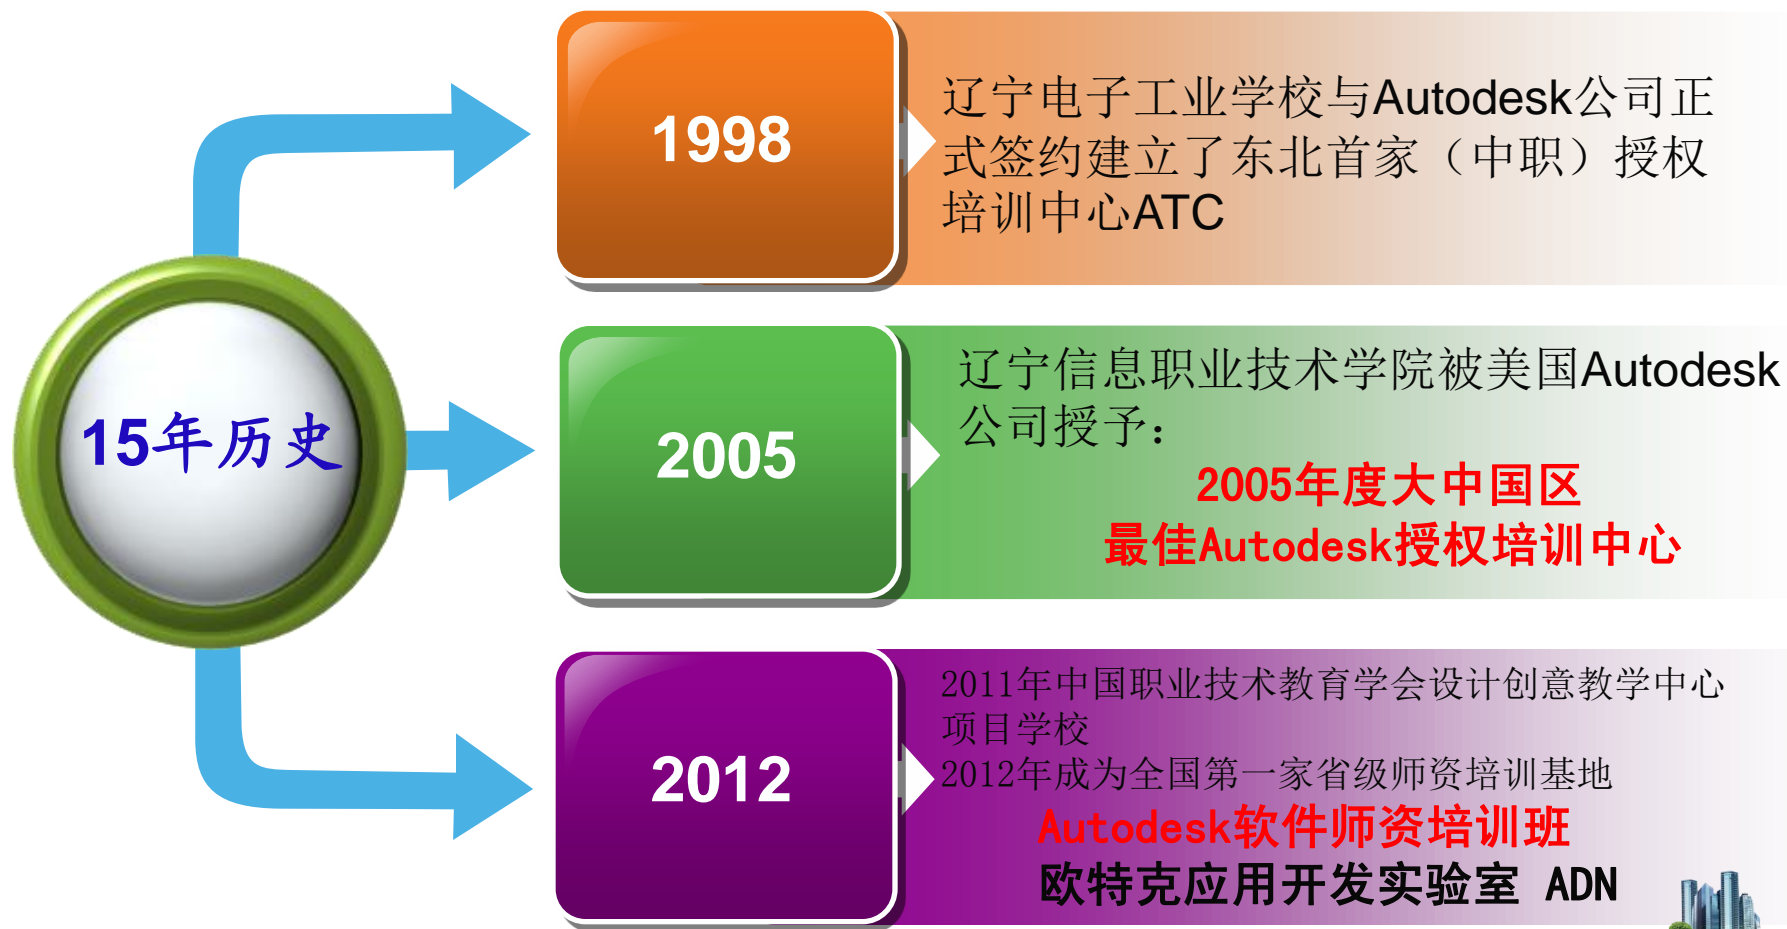 15年历史
1998
辽宁电子工业学校与Autodesk公司正
式签约建立了东北首家（中职）授权
培训中心ATC
2005
辽宁信息职业技术学院被美国Autodesk
公司授予：
2005年度大中国区
最佳Autodesk授权培训中心
2012
2011年中国职业技术教育学会设计创意教学中心
项目学校
2012年成为全国第一家省级师资培训基地
Autodesk软件师资培训班
欧特克应用开发实验室 ADN